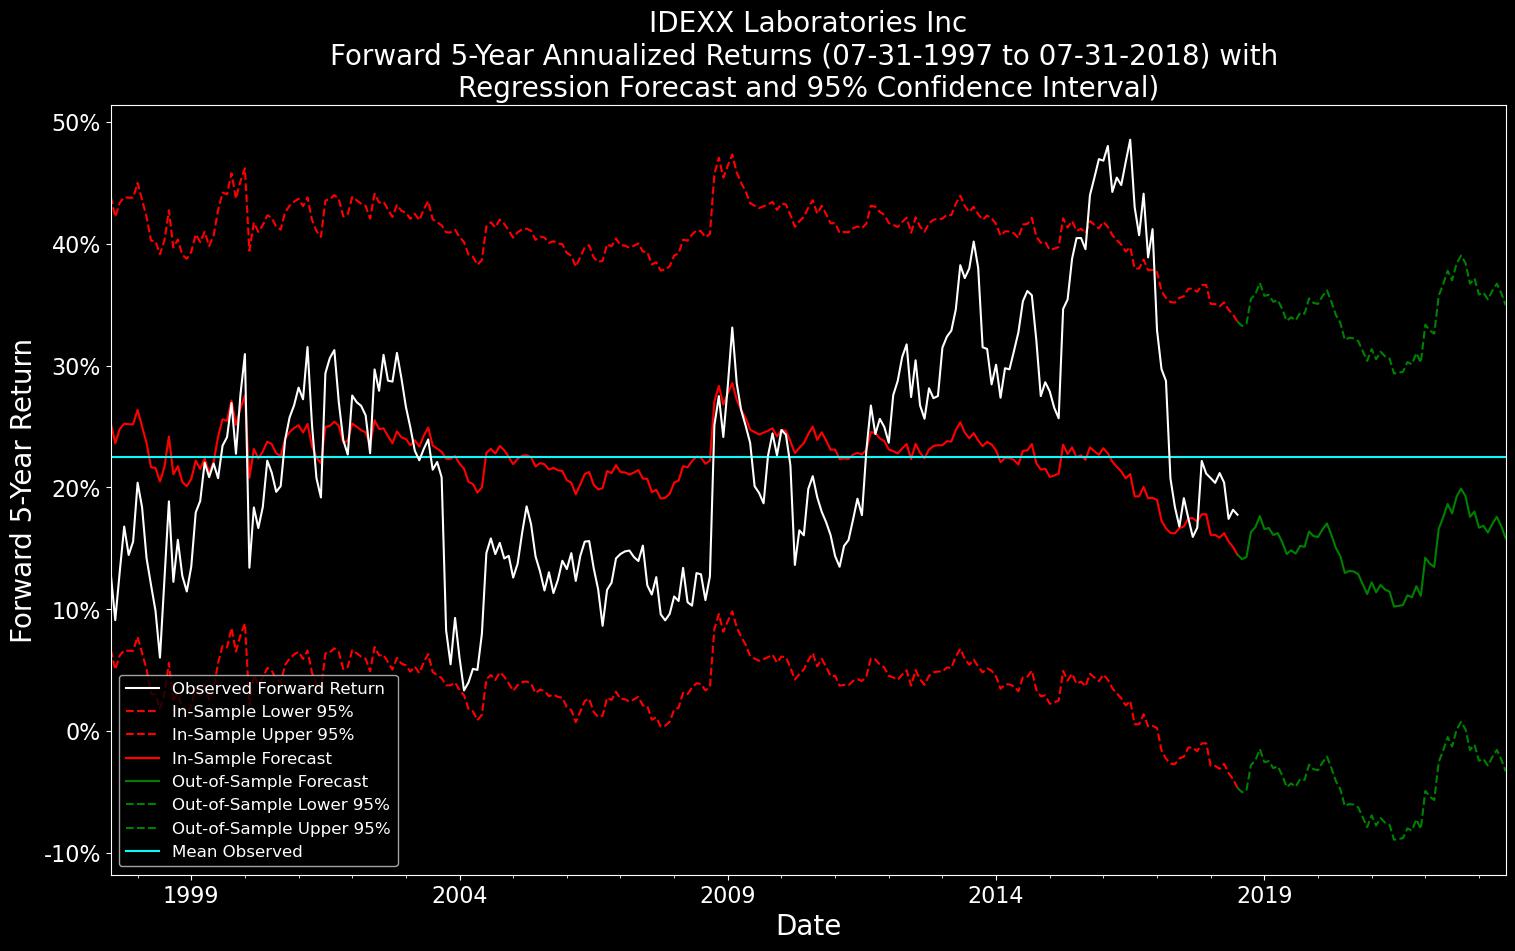 IDEXX Laboratories Inc
Forward 5-Year Annualized Returns (07-31-1997 to 07-31-2018) with
Regression Forecast and 95% Confidence Interval)
Forward 5-Year Return
50%
40%
30%
20%
10%
0%
-10%
Observed Forward Return
In-Sample Lower 95%
In-Sample Upper 95%
In-Sample Forecast
Out-of-Sample Forecast
Out-of-Sample Lower 95%
Out-of-Sample Upper 95%
Mean Observed
1999 2004 2009 2014 2019
Date